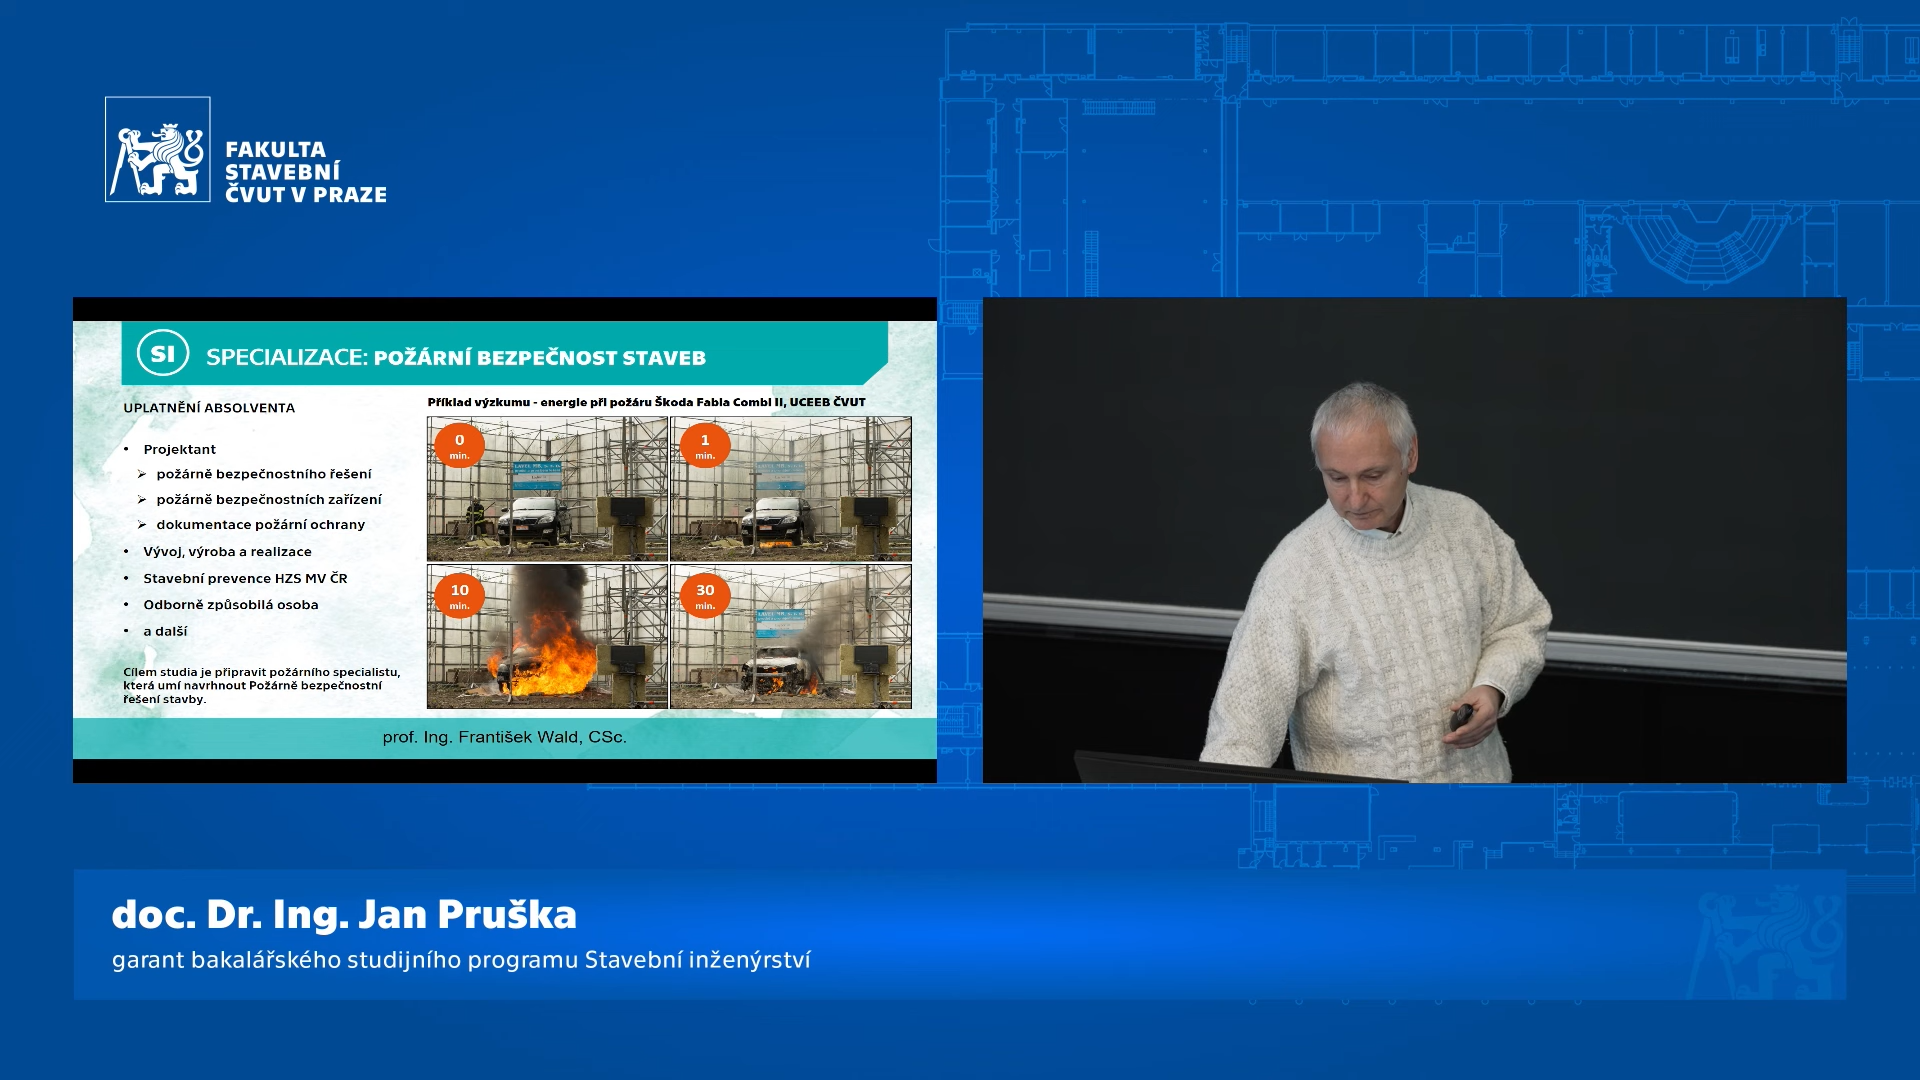 FAKULTA
STAVEBNÍ
ČVUT V PRAZE
SI
SPECIALIZACE: POŽÁRNÍ BEZPEČNOST STAVEB
UPLATNĚNÍ ABSOLVENTA
• Projektant
➢ požárně bezpečnostního řešení
➢ požárně bezpečnostních zařízení
➢ dokumentace požární ochrany
• Vývoj, výroba a realizace
• Stavební prevence HZS MV ČR
• Odborně způsobilá osoba
• a další
Cílem studia je připravit požárního specialistu,
která umí navrhnout Požárně bezpečnostní
řešení stavby.
Příklad výzkumu - energie při požáru Škoda Fabia Combi II, UCEEB ČVUT
0
min.
1
min.
10
min.
30
min.
prof. Ing. František Wald, CSc.
doc. Dr. Ing. Jan Pruška
garant bakalářského studijního programu Stavební inženýrství